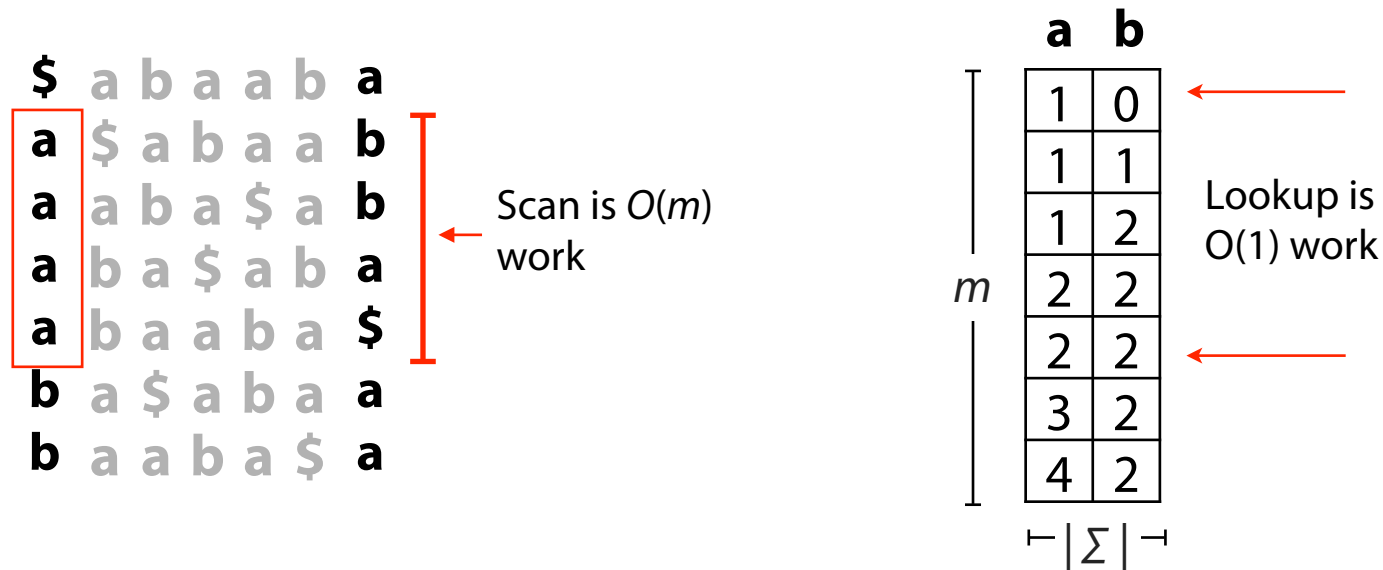 $ a b a a b a
a $ a b a a b
a a b a $ a b
a b a $ a b a
a b a a b a $
b a $ a b a a
b a a b a $ a
Scan is O(m)
work
a b
m
1 0
1 1
1 2
2 2
2 2
3 2
4 2
|Σ|
Lookup is
O(1) work